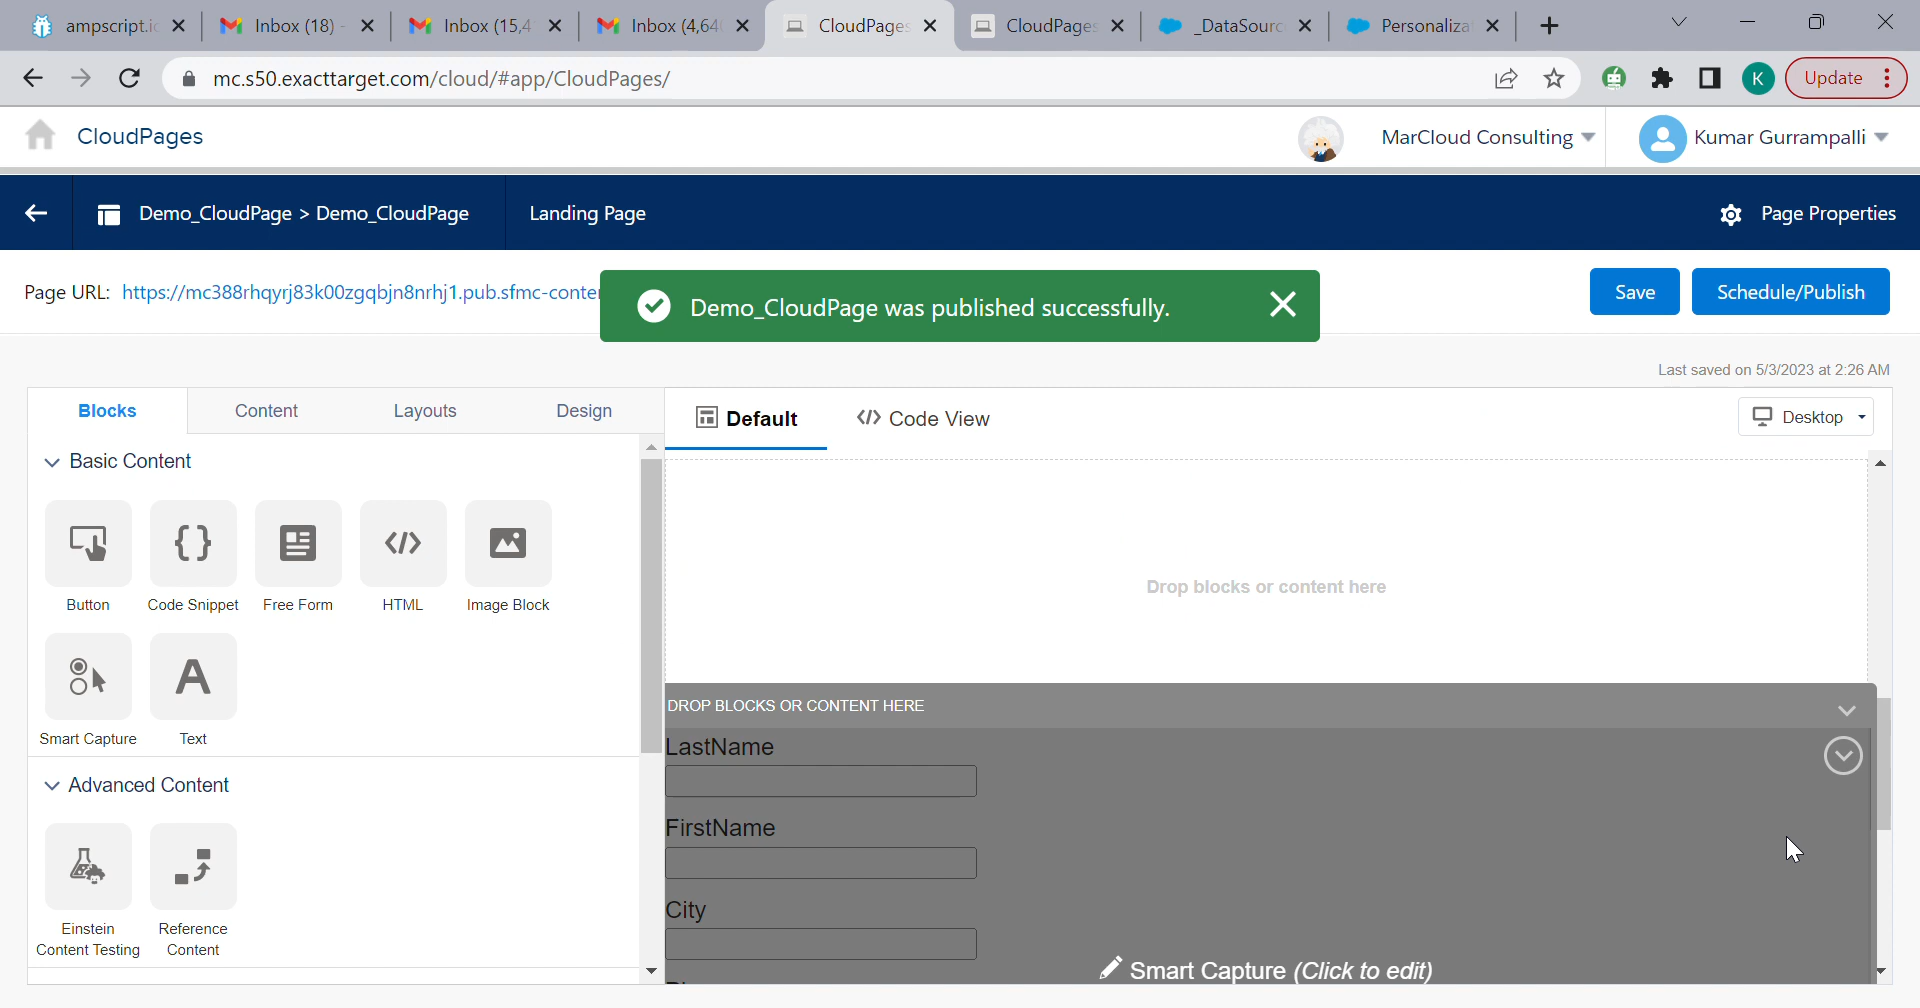 ampscript.i
Inbox (18) -
Inbox (15,4
Inbox (4,64
CloudPages
CloudPages
_DataSourc
Personaliza
mc.s50.exacttarget.com/cloud/#app/CloudPages/
K
Update
CloudPages
MarCloud Consulting
Kumar Gurrampalli
Demo_CloudPage > Demo_CloudPage
Landing Page
Page Properties
Page URL: https://mc388rhqyrj83k00zgqbjn8nrhj1.pub.sfmc-conte
Demo_CloudPage was published successfully.
Save
Schedule/Publish
Last saved on 5/3/2023 at 2:26 AM
Blocks
Content
Layouts
Design
Default
</> Code View
Desktop
Basic Content
Button
Code Snippet
Free Form
HTML
Image Block
Smart Capture
Text
Advanced Content
Einstein
Content Testing
Reference
Content
Drop blocks or content here
DROP BLOCKS OR CONTENT HERE
LastName
FirstName
City
Smart Capture (Click to edit)